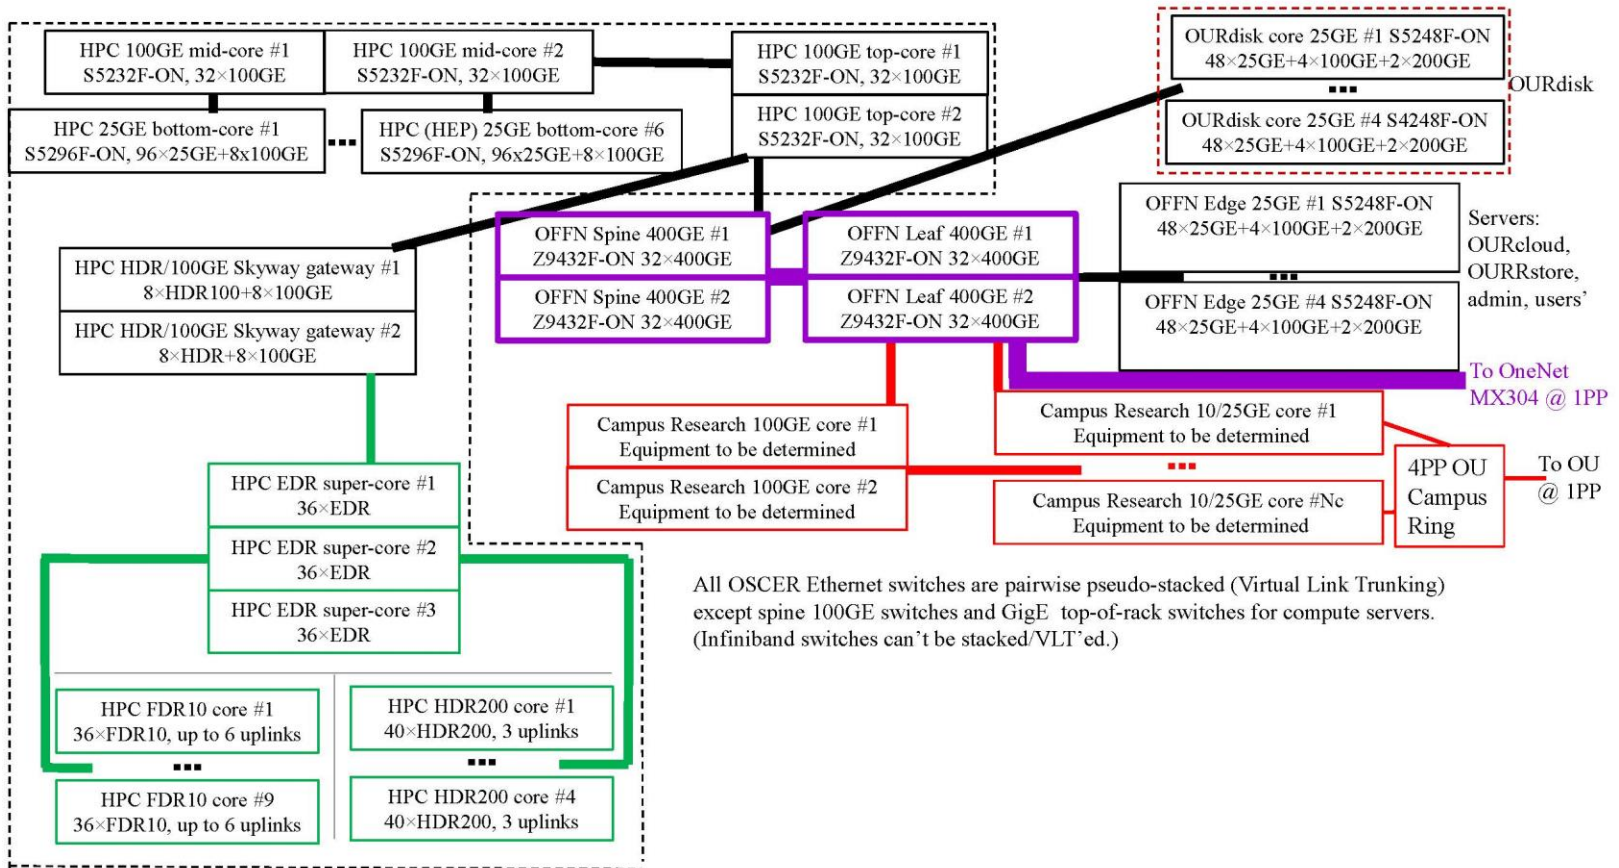 HPC 100GE mid-core #1
S5232F-ON, 32×100GE
HPC 100GE mid-core #2
S5232F-ON, 32×100GE
HPC 100GE top-core #1
S5232F-ON, 32×100GE
HPC 100GE top-core #2
S5232F-ON, 32×100GE
OURdisk core 25GE #1 S5248F-ON
48×25GE+4×100GE+2×200GE
...
OURdisk core 25GE #4 S4248F-ON
48×25GE+4×100GE+2×200GE
OURdisk
HPC 25GE bottom-core #1
S5296F-ON, 96×25GE+8x100GE
...
HPC (HEP) 25GE bottom-core #6
S5296F-ON, 96x25GE+8×100GE
OFFN Spine 400GE #1
Z9432F-ON 32×400GE
OFFN Spine 400GE #2
Z9432F-ON 32×400GE
OFFN Leaf 400GE #1
Z9432F-ON 32×400GE
OFFN Leaf 400GE #2
Z9432F-ON 32×400GE
OFFN Edge 25GE #1 S5248F-ON
48×25GE+4×100GE+2×200GE
...
OFFN Edge 25GE #4 S5248F-ON
48×25GE+4×100GE+2×200GE
Servers:
OURcloud,
OURRstore,
admin, users’
HPC HDR/100GE Skyway gateway #1
8×HDR100+8×100GE
HPC HDR/100GE Skyway gateway #2
8×HDR+8×100GE
To OneNet
MX304 @ 1PP
Campus Research 100GE core #1
Equipment to be determined
Campus Research 100GE core #2
Equipment to be determined
Campus Research 10/25GE core #1
Equipment to be determined
...
Campus Research 10/25GE core #Nc
Equipment to be determined
4PP OU
Campus
Ring
To OU
@ 1PP
HPC EDR super-core #1
36×EDR
HPC EDR super-core #2
36×EDR
HPC EDR super-core #3
36×EDR
All OSCER Ethernet switches are pairwise pseudo-stacked (Virtual Link Trunking)
except spine 100GE switches and GigE top-of-rack switches for compute servers.
(Infiniband switches can’t be stacked/VLT’ed.)
HPC FDR10 core #1
36×FDR10, up to 6 uplinks
...
HPC FDR10 core #9
36×FDR10, up to 6 uplinks
HPC HDR200 core #1
40×HDR200, 3 uplinks
...
HPC HDR200 core #4
40×HDR200, 3 uplinks